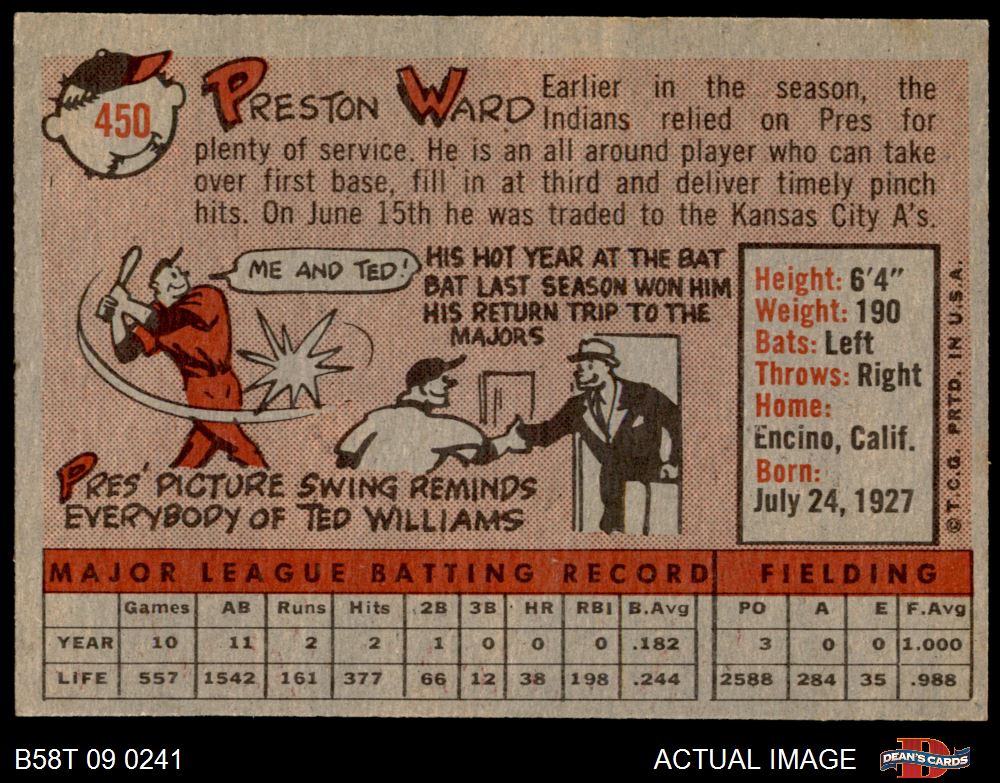 450
PRESTON WARD
Earlier in the season, the
Indians relied on Pres for
plenty of service. He is an all around player who can take
over first base, fill in at third and deliver timely pinch
hits. On June 15th he was traded to the Kansas City A's.
ME AND TED!
HIS HOT YEAR AT THE BAT
BAT LAST SEASON WON HIM
HIS RETURN TRIP TO THE
MAJORS
PRES' PICTURE SWING REMINDS
EVERYBODY OF TED WILLIAMS
Height: 6'4"
Weight: 190
Bats: Left
Throws: Right
Home:
Encino, Calif.
Born:
July 24, 1927
© T.C.G. PRTD. IN U.S.A.
MAJOR LEAGUE BATTING RECORD FIELDING
Games AB Runs Hits 2B 3B HR RBI B.Avg PO A E F.Avg
YEAR 10 11 2 2 1 0 0 0 .182 3 0 0 1.000
LIFE 557 1542 161 377 66 12 38 198 .244 2588 284 35 .988
B58T 09 0241 ACTUAL IMAGE
D
DEAN'S CARDS